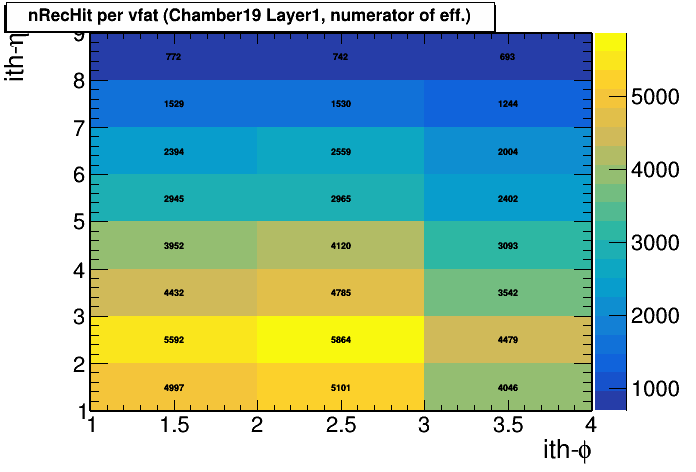 nRecHit per vfat (Chamber19 Layer1, numerator of eff.)
ith-η
9
772 742 693
8
1529 1530 1244
7
2394 2559 2004
6
2945 2965 2402
5
3952 4120 3093
4
4432 4785 3542
3
5592 5864 4479
2
4997 5101 4046
1
1 1.5 2 2.5 3 3.5 4
ith-ϕ
5000
4000
3000
2000
1000